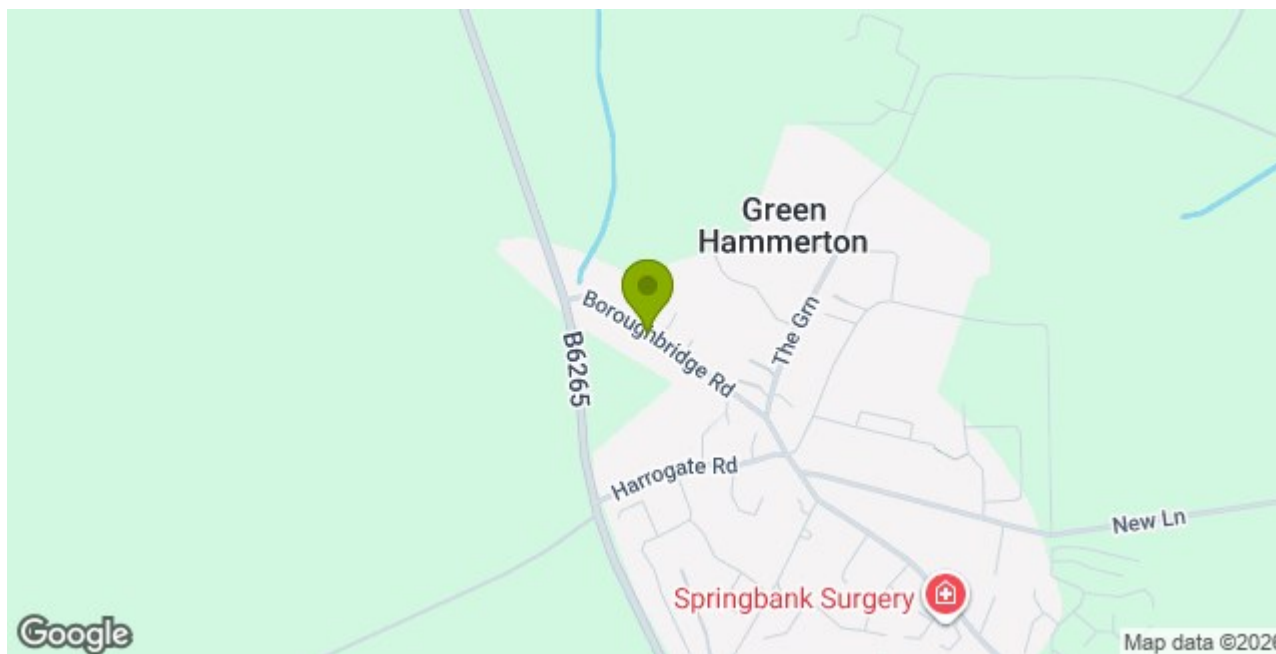 Green
Hammerton
Boroughbridge Rd
The Grn
B6265
Harrogate Rd
New Ln
Springbank Surgery
Google
Map data ©2026